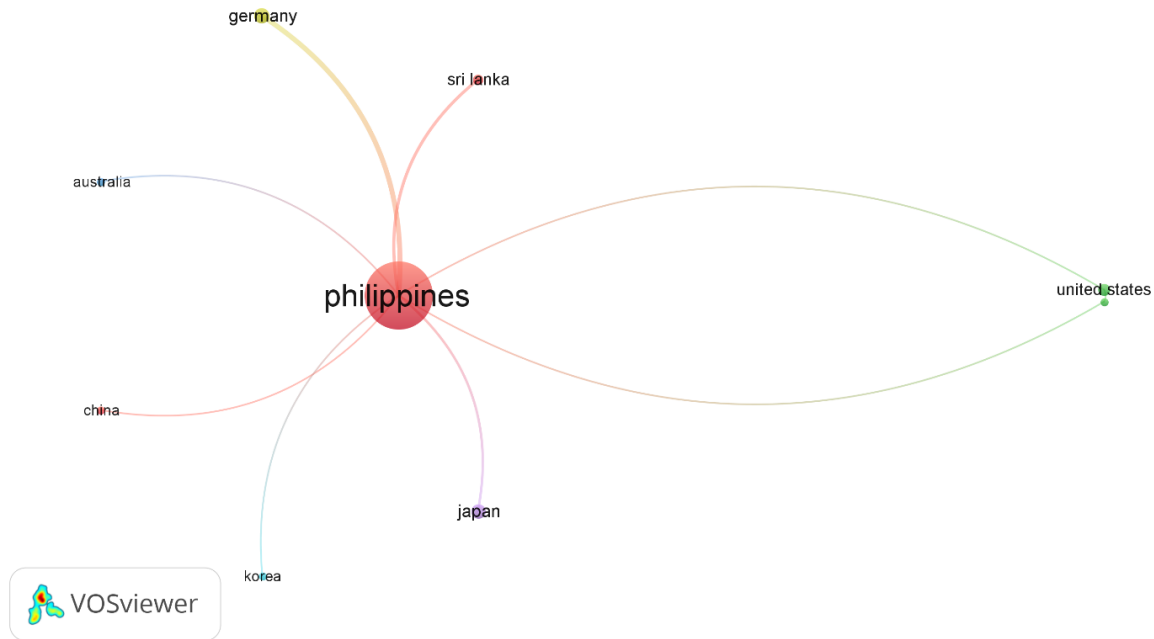 germany
sri lanka
australia
united states
philippines
china
japan
korea
VOSviewer